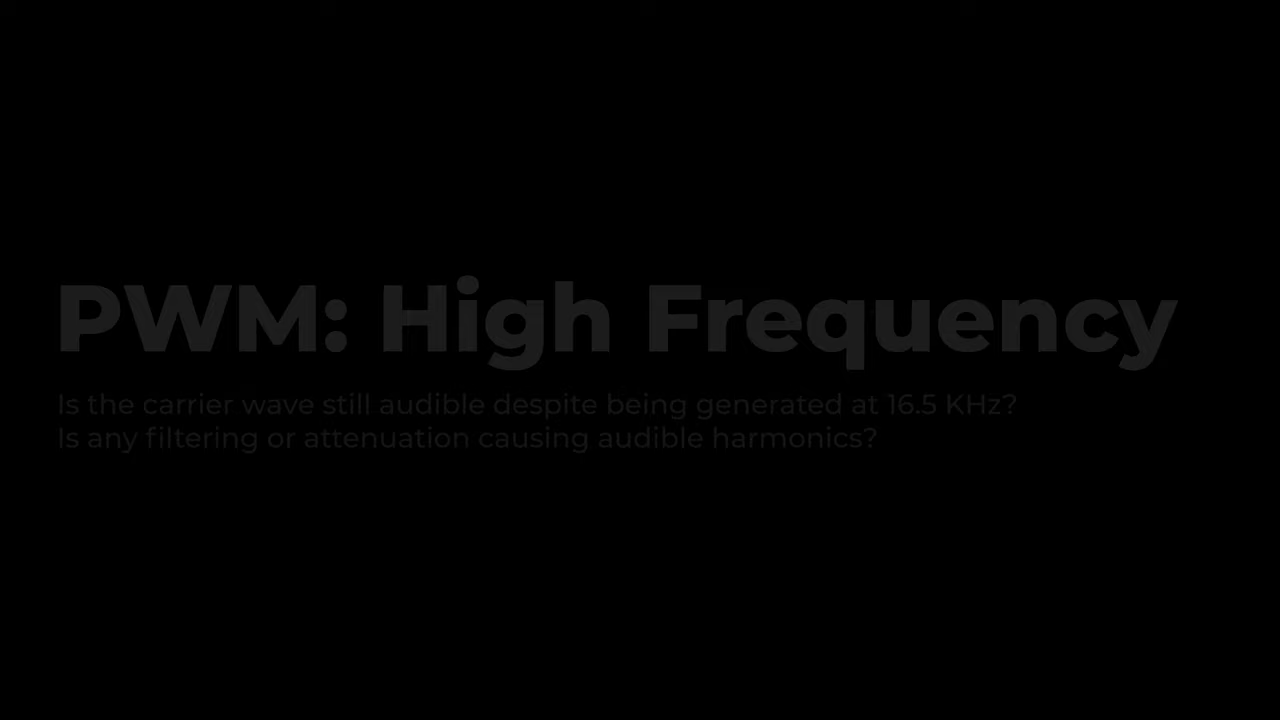 PWM: High Frequency
Is the carrier wave still audible despite being generated at 16.5 KHz?
Is any filtering or attenuation causing audible harmonics?